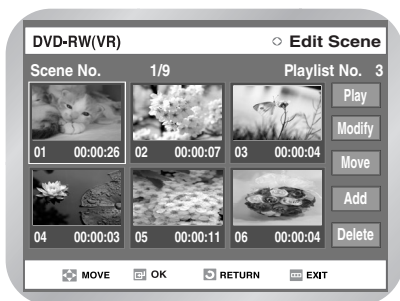 DVD-RW(VR) Edit Scene
Scene No. 1/9 Playlist No. 3
01 00:00:26 02 00:00:07 03 00:00:04
04 00:00:03 05 00:00:11 06 00:00:04
Play
Modify
Move
Add
Delete
MOVE OK RETURN EXIT